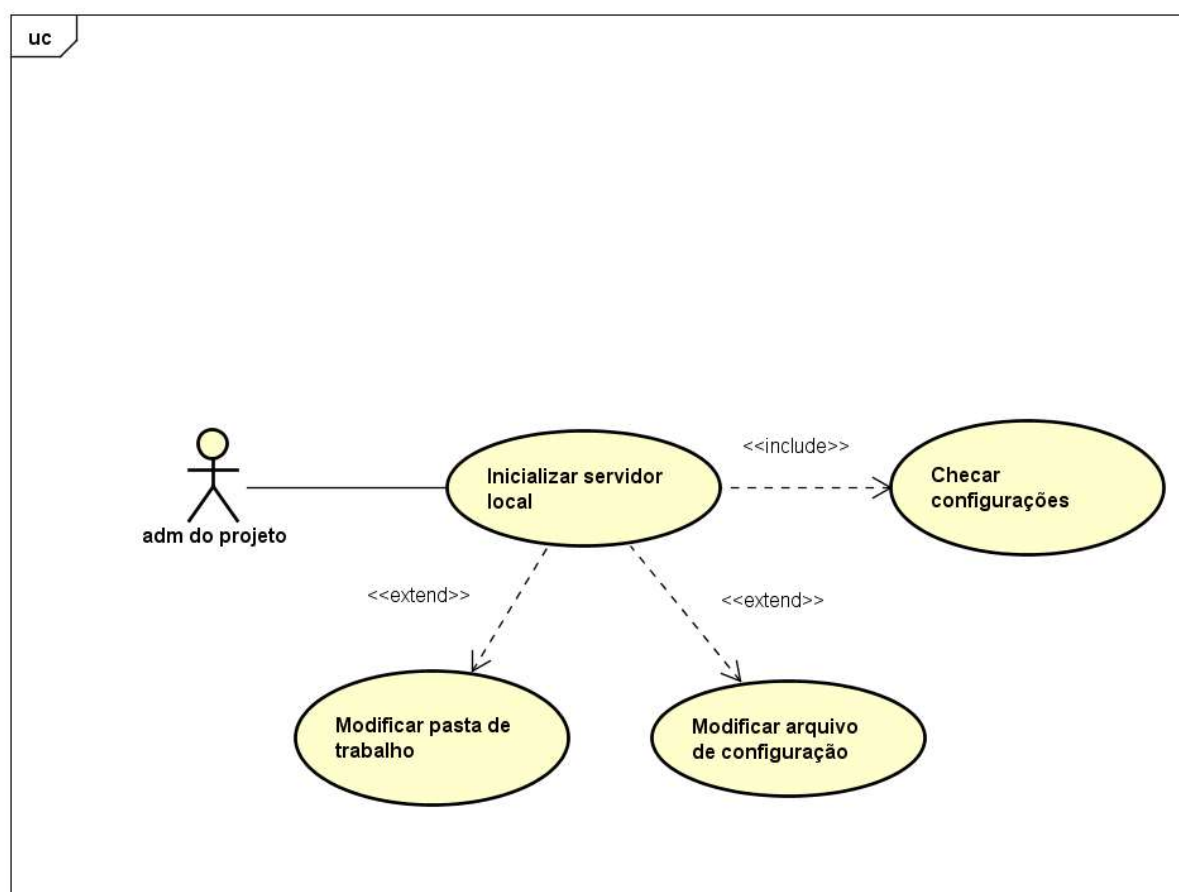 uc
Inicializar servidor
local
<<include>>
Checar
configurações
adm do projeto
<<extend>>
<<extend>>
Modificar pasta de
trabalho
Modificar arquivo
de configuração